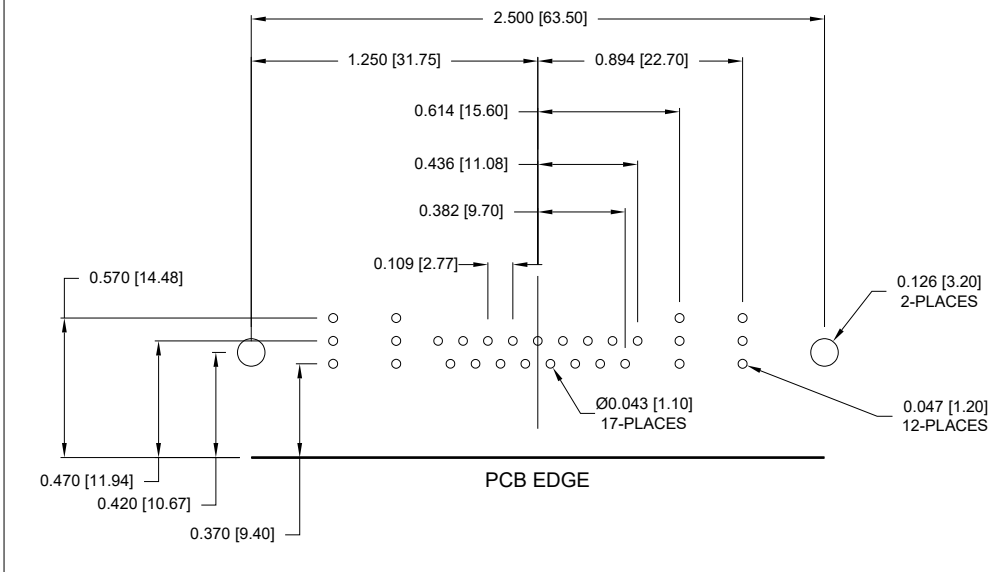 2.500 [63.50]
1.250 [31.75]
0.894 [22.70]
0.614 [15.60]
0.436 [11.08]
0.382 [9.70]
0.109 [2.77]
0.570 [14.48]
0.126 [3.20]
2-PLACES
Ø0.043 [1.10]
17-PLACES
0.047 [1.20]
12-PLACES
0.470 [11.94]
0.420 [10.67]
0.370 [9.40]
PCB EDGE